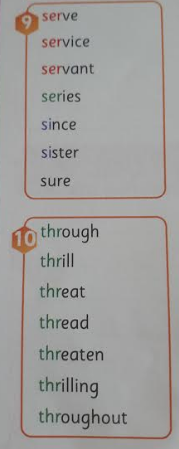 9 serve
service
servant
series
since
sister
sure
10 through
thrill
threat
thread
threaten
thrilling
throughout